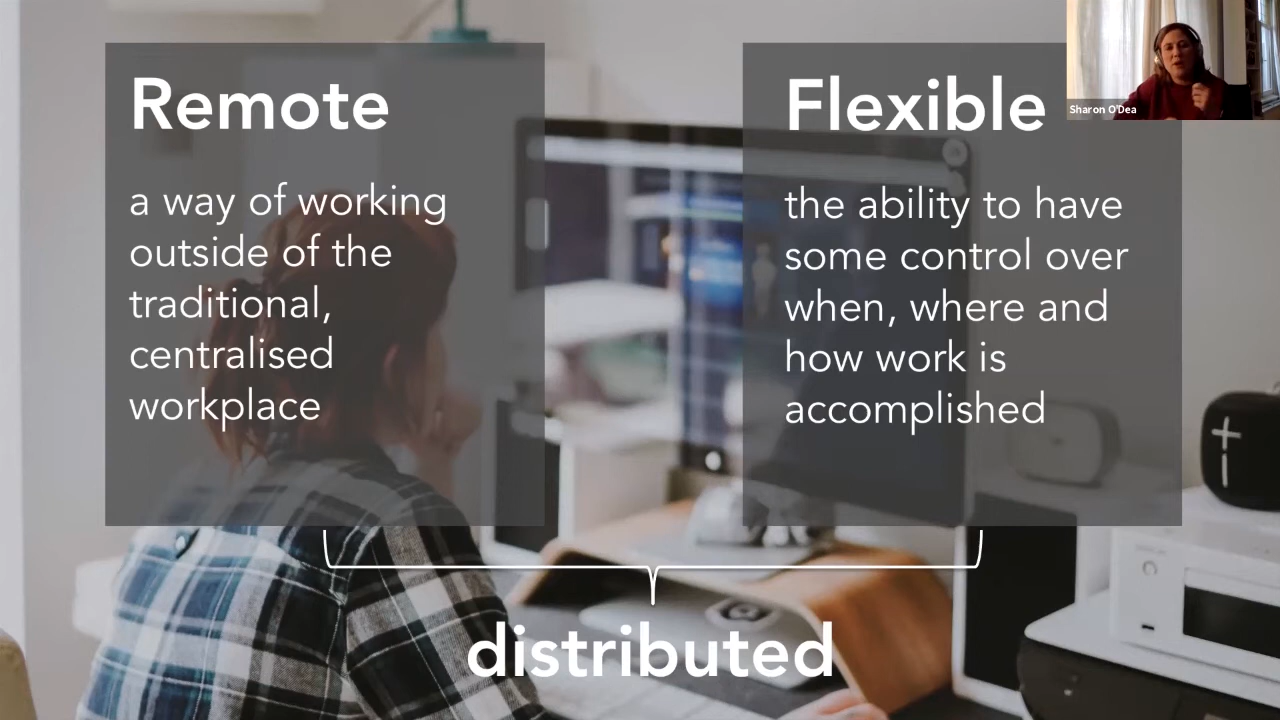 Remote
a way of working
outside of the
traditional,
centralised
workplace
Flexible
the ability to have
some control over
when, where and
how work is
accomplished
distributed
Sharon O'Dea